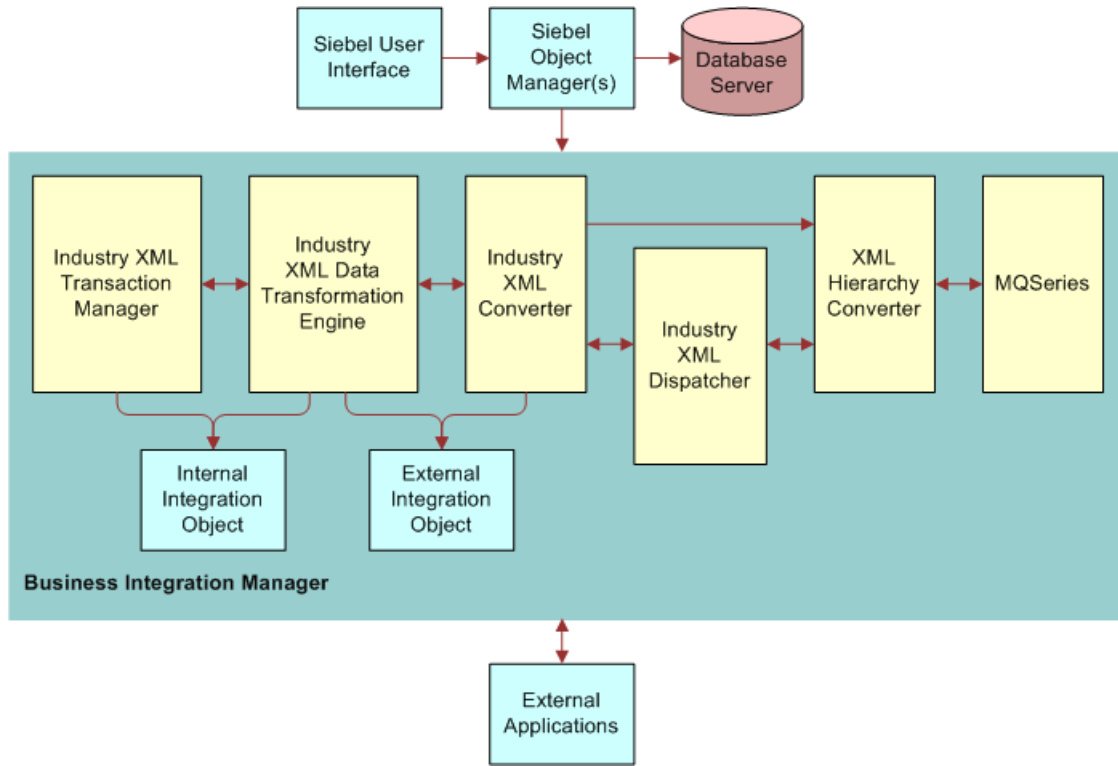 Siebel User
Interface
Siebel
Object
Manager(s)
Database
Server
Industry XML
Transaction
Manager
Industry
XML Data
Transformation
Engine
Industry
XML
Converter
Industry
XML
Dispatcher
XML
Hierarchy
Converter
MQSeries
Internal
Integration
Object
External
Integration
Object
Business Integration Manager
External
Applications